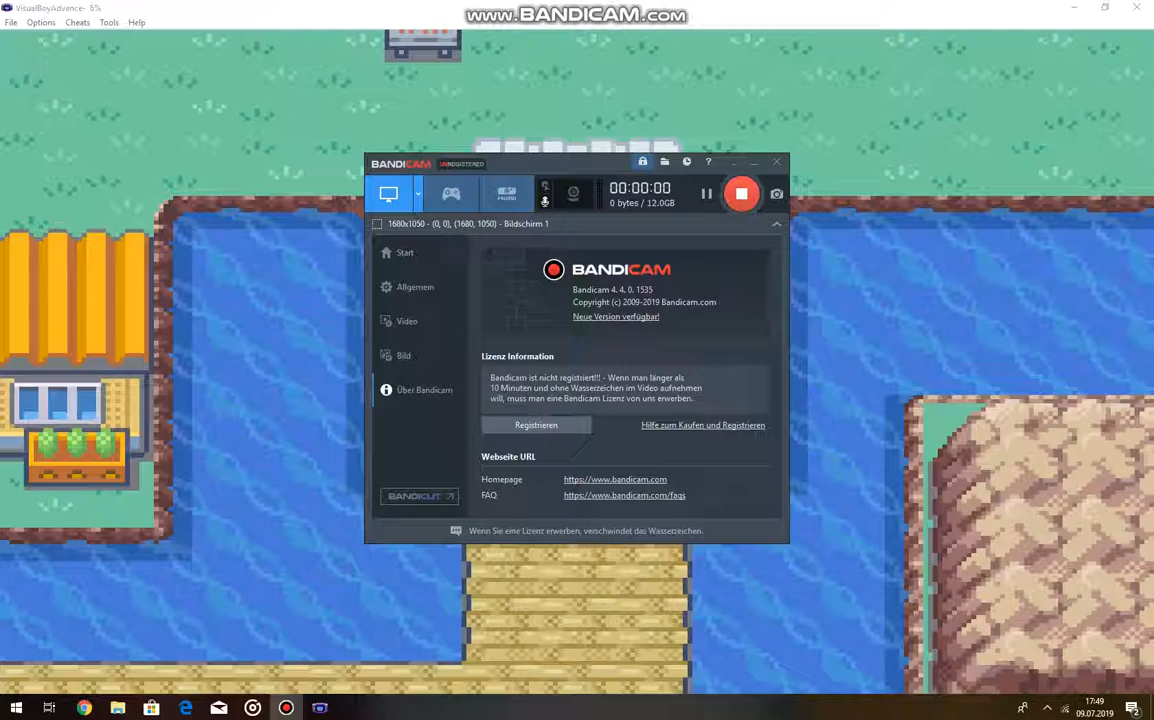 VisualBoyAdvance- 5%
www.BANDICAM.com
File Options Cheats Tools Help
BANDICAM UNREGISTERED
HDMI
00:00:00
0 bytes / 12.0GB
1680x1050 - (0, 0), (1680, 1050) - Bildschirm 1
Start
Allgemein
Video
Bild
Über Bandicam
BANDICUT
BANDICAM
Bandicam 4. 4. 0. 1535
Copyright (c) 2009-2019 Bandicam.com
Neue Version verfügbar!
Lizenz Information
Bandicam ist nicht registriert!!! - Wenn man länger als
10 Minuten und ohne Wasserzeichen im Video aufnehmen
will, muss man eine Bandicam Lizenz von uns erwerben.
Registrieren
Hilfe zum Kaufen und Registrieren
Webseite URL
Homepage https://www.bandicam.com
FAQ https://www.bandicam.com/faqs
Wenn Sie eine Lizenz erwerben, verschwindet das Wasserzeichen.
17:49
09.07.2019
2